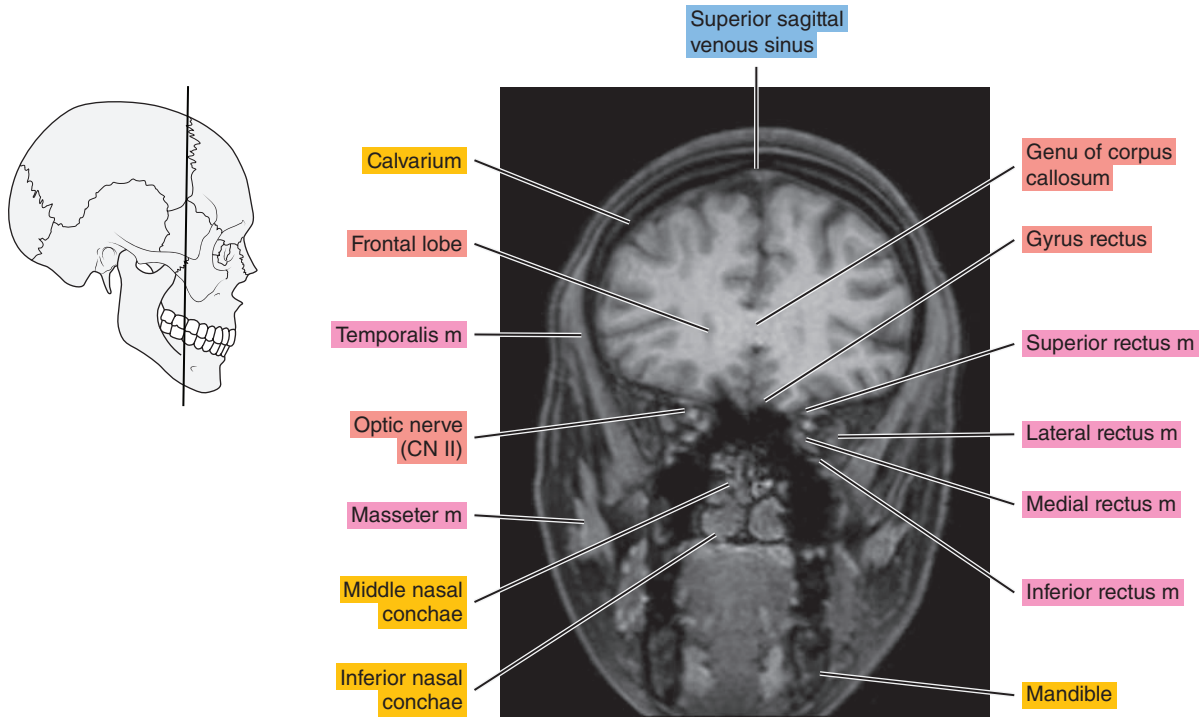 Superior sagittal
venous sinus
Calvarium
Frontal lobe
Temporalis m
Optic nerve
(CN II)
Masseter m
Middle nasal
conchae
Inferior nasal
conchae
Genu of corpus
callosum
Gyrus rectus
Superior rectus m
Lateral rectus m
Medial rectus m
Inferior rectus m
Mandible